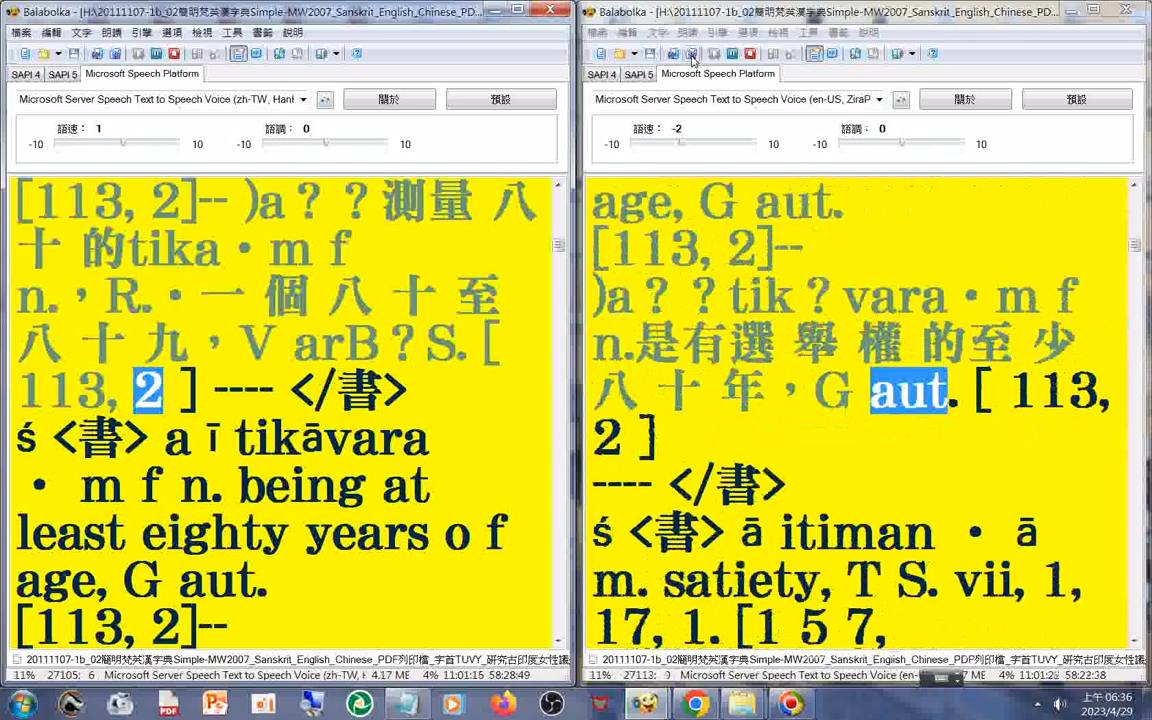 Balabolka - [H:\20111107-1b_02簡明梵英漢字典Simple-MW2007_Sanskrit_English_Chinese_PD...
檔案 編輯 文字 朗讀 引擎 選項 檢視 工具 書籤 說明
SAPI 4 SAPI 5 Microsoft Speech Platform
Microsoft Server Speech Text to Speech Voice (zh-TW, Hanl 關於 預設
語速： 1 語調： 0
-10 10 -10 10
[113, 2]-- )a？？測量 八
十 的tika・m f
n.，R.・一 個 八 十 至
八 十 九，V arB？S. [
113, 2 ] ---- </書>
ś <書> a ī tikāvara
・ m f n. being at
least eighty years o f
age, G aut.
[113, 2]--
20111107-1b_02簡明梵英漢字典Simple-MW2007_Sanskrit_English_Chinese_PDF列印檔_字首TUVY_研究古印度女性議
11% 27105: 6 Microsoft Server Speech Text to Speech Voice (zh-TW, 4.17 ME 4% 11:01:15 58:28:49
Balabolka - [H:\20111107-1b_02簡明梵英漢字典Simple-MW2007_Sanskrit_English_Chinese_PDF...
檔案 編輯 文字 朗讀 引擎 選項 檢視 工具 書籤 說明
SAPI 4 SAPI 5 Microsoft Speech Platform
Microsoft Server Speech Text to Speech Voice (en-US, ZiraP 關於 預設
語速： -2 語調： 0
-10 10 -10 10
age, G aut.
[113, 2]--
)a？？tik？vara・m f
n.是有選 舉 權 的至 少
八 十 年，G aut. [ 113,
2 ]
---- </書>
ś <書> ā itiman ・ ā
m. satiety, T S. vii, 1,
17, 1. [1 5 7,
20111107-1b_02簡明梵英漢字典Simple-MW2007_Sanskrit_English_Chinese_PDF列印檔_字首TUVY_研究古印度女性議
11% 27113: 9 Microsoft Server Speech Text to Speech Voice (en- 4% 11:01:2 58:22:38
上午 06:36
2023/4/29